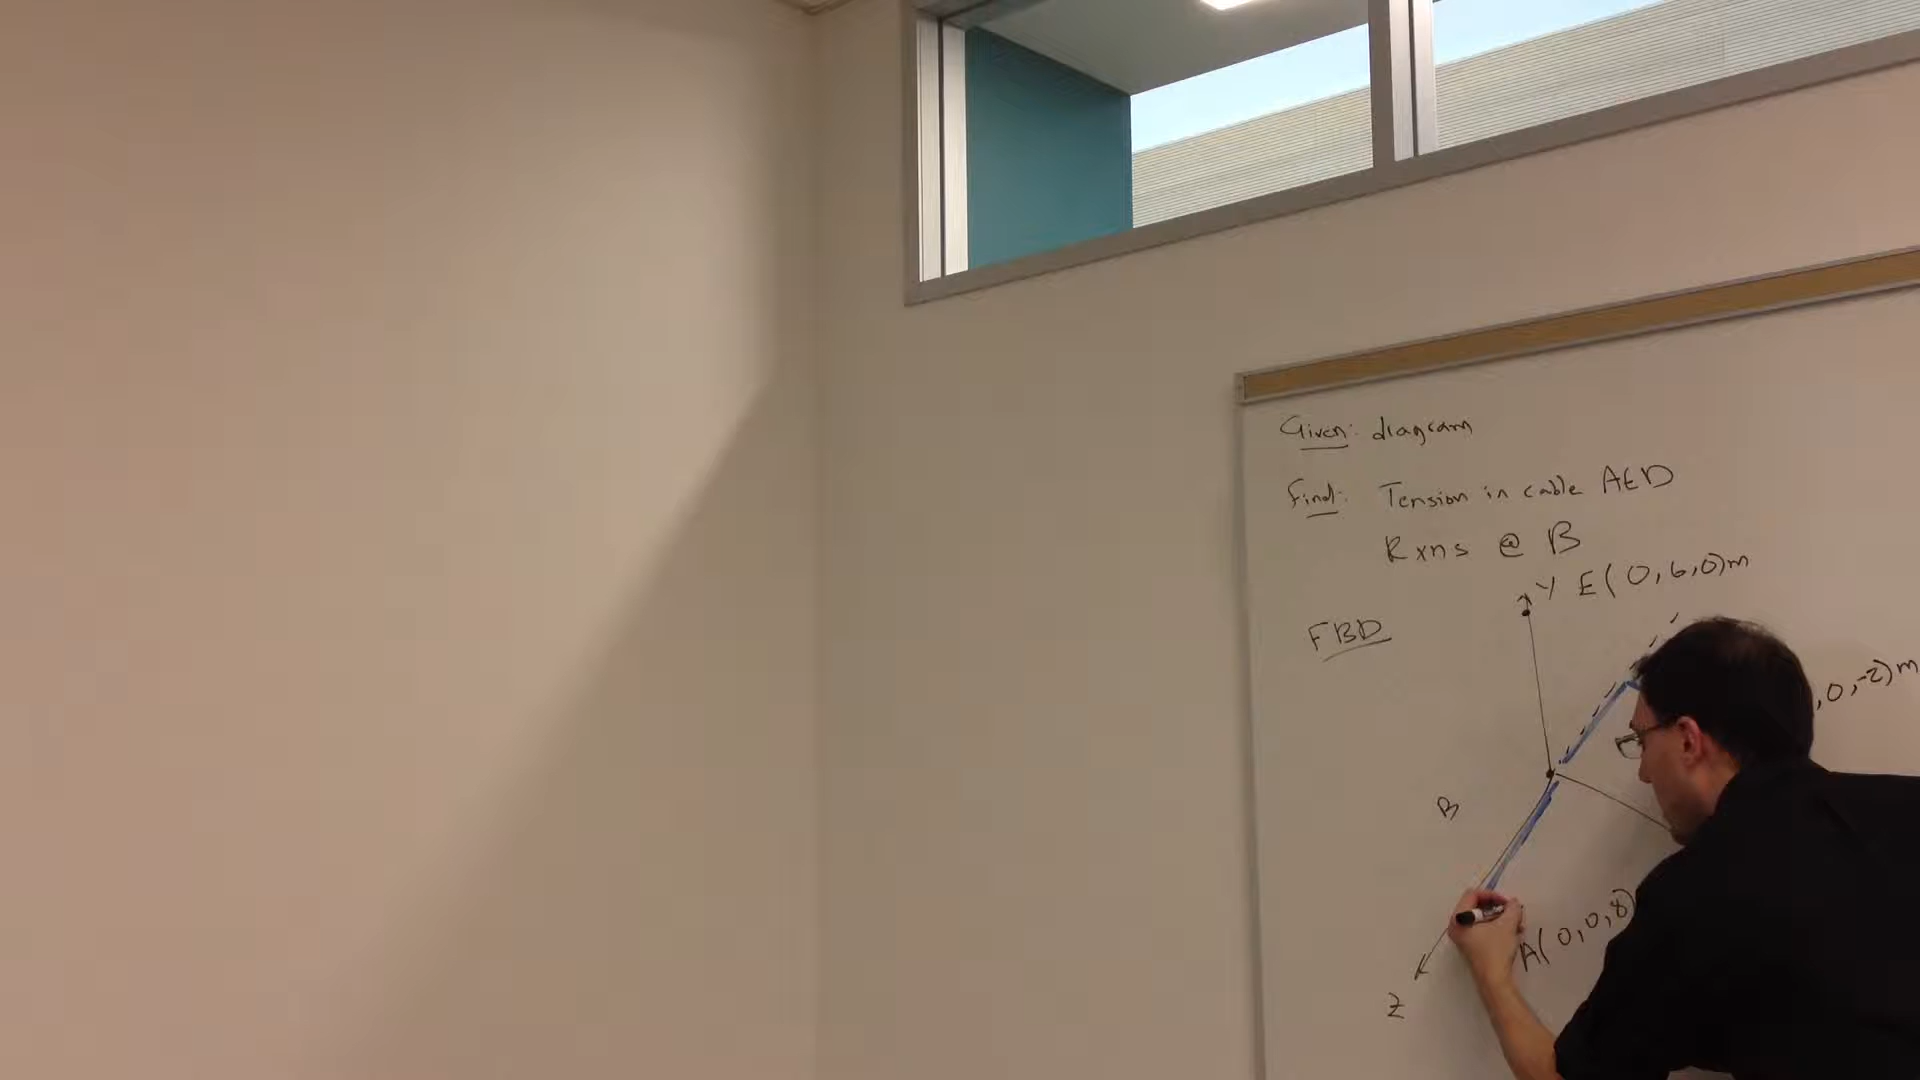 Given: diagram
Find: Tension in cable AED
Rxns @ B
Y E(0,6,0)m
FBD
,0,-2)m
B
A(0,0,8)
Z